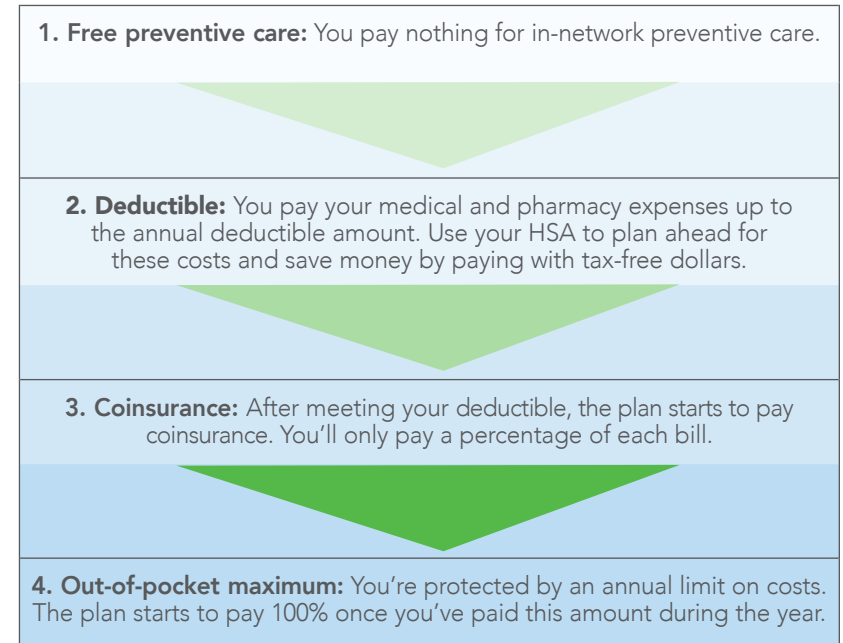 1. Free preventive care: You pay nothing for in-network preventive care.
2. Deductible: You pay your medical and pharmacy expenses up to
the annual deductible amount. Use your HSA to plan ahead for
these costs and save money by paying with tax-free dollars.
3. Coinsurance: After meeting your deductible, the plan starts to pay
coinsurance. You’ll only pay a percentage of each bill.
4. Out-of-pocket maximum: You’re protected by an annual limit on costs.
The plan starts to pay 100% once you’ve paid this amount during the year.